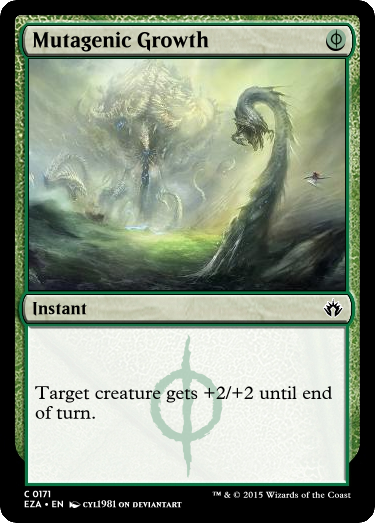 Mutagenic Growth
Instant
Target creature gets +2/+2 until end
of turn.
C 0171
EZA • EN CYL1981 ON DEVIANTART
™ & © 2015 Wizards of the Coast